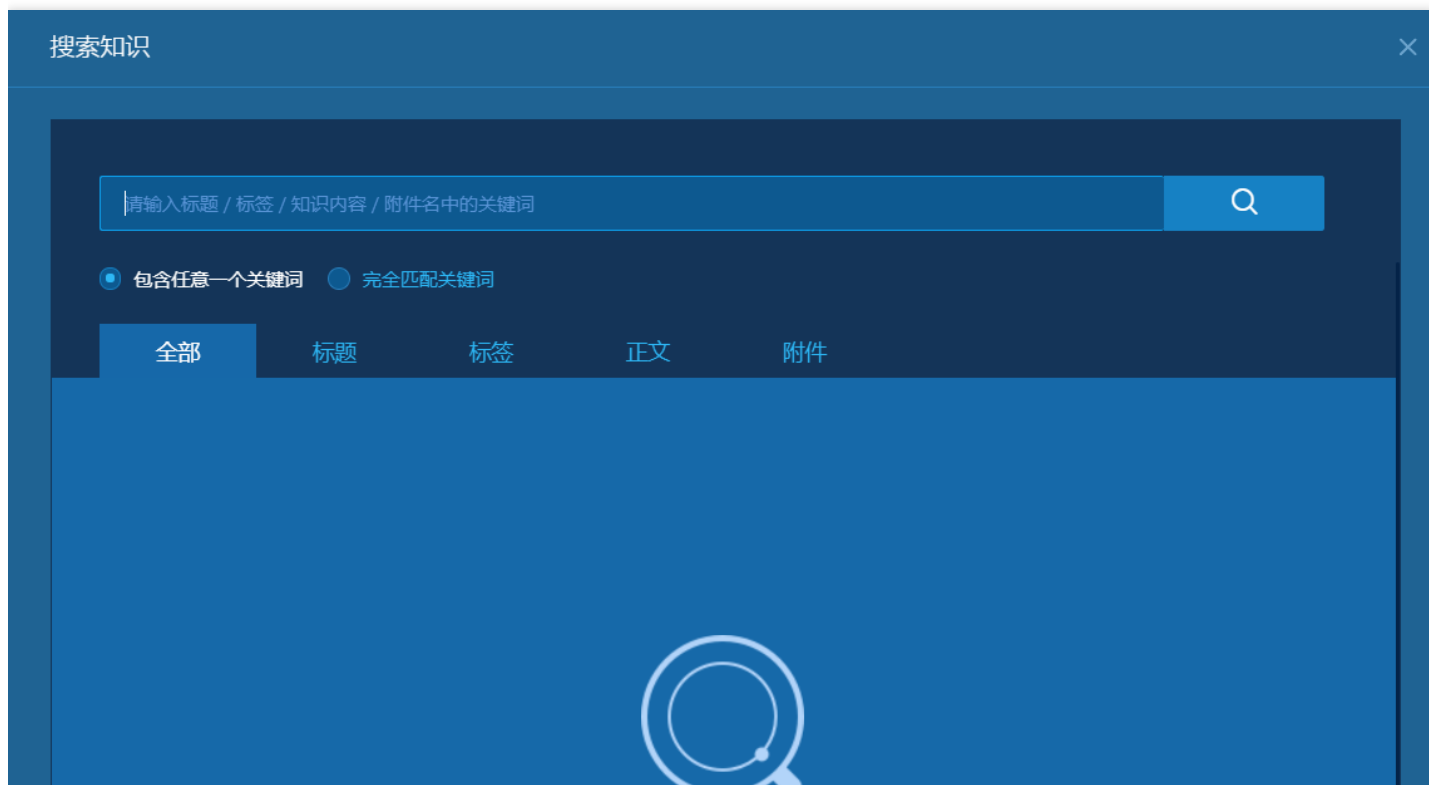 搜索知识
请输入标题 / 标签 / 知识内容 / 附件名中的关键词
包含任意一个关键词 完全匹配关键词
全部 标题 标签 正文 附件